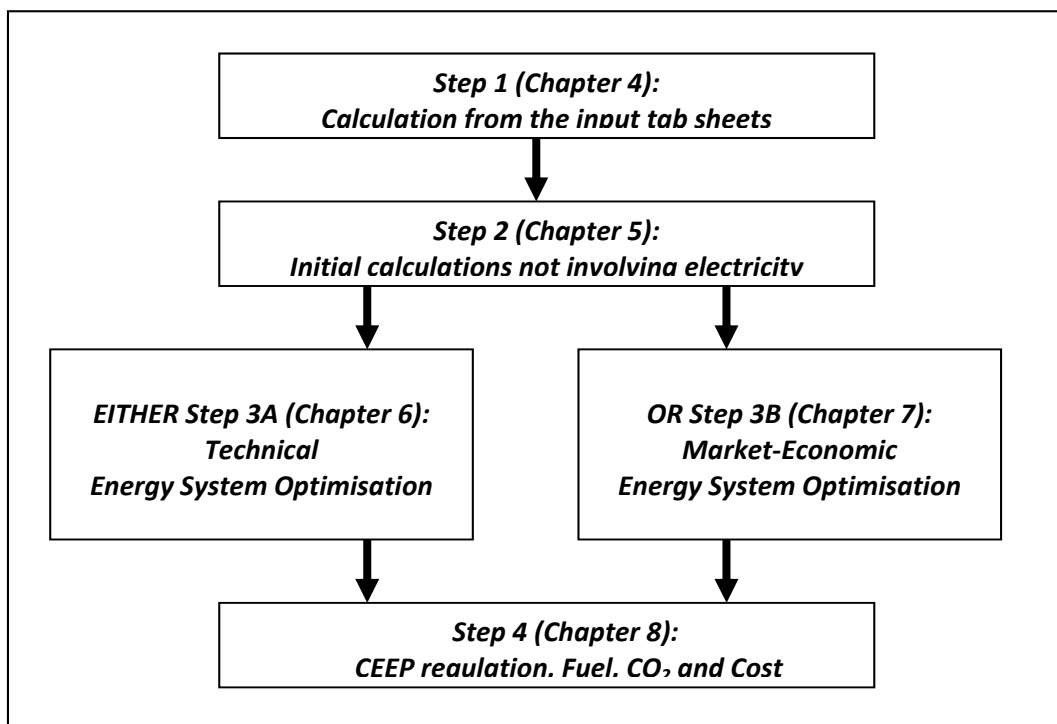 Step 1 (Chapter 4):
Calculation from the input tab sheets
Step 2 (Chapter 5):
Initial calculations not involving electricity
EITHER Step 3A (Chapter 6):
Technical
Energy System Optimisation
OR Step 3B (Chapter 7):
Market-Economic
Energy System Optimisation
Step 4 (Chapter 8):
CEEP regulation, Fuel, CO₂ and Cost